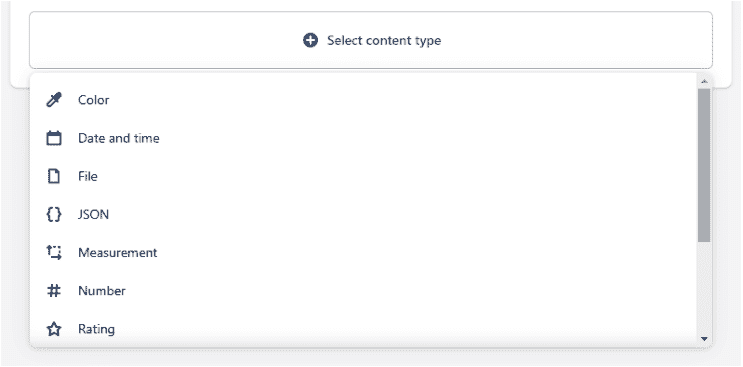 Select content type
Color
Date and time
File
JSON
Measurement
Number
Rating